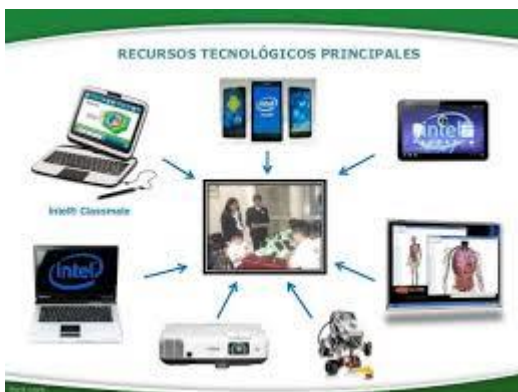 RECURSOS TECNOLÓGICOS PRINCIPALES
intel
intel
Intel® Classmate
intel